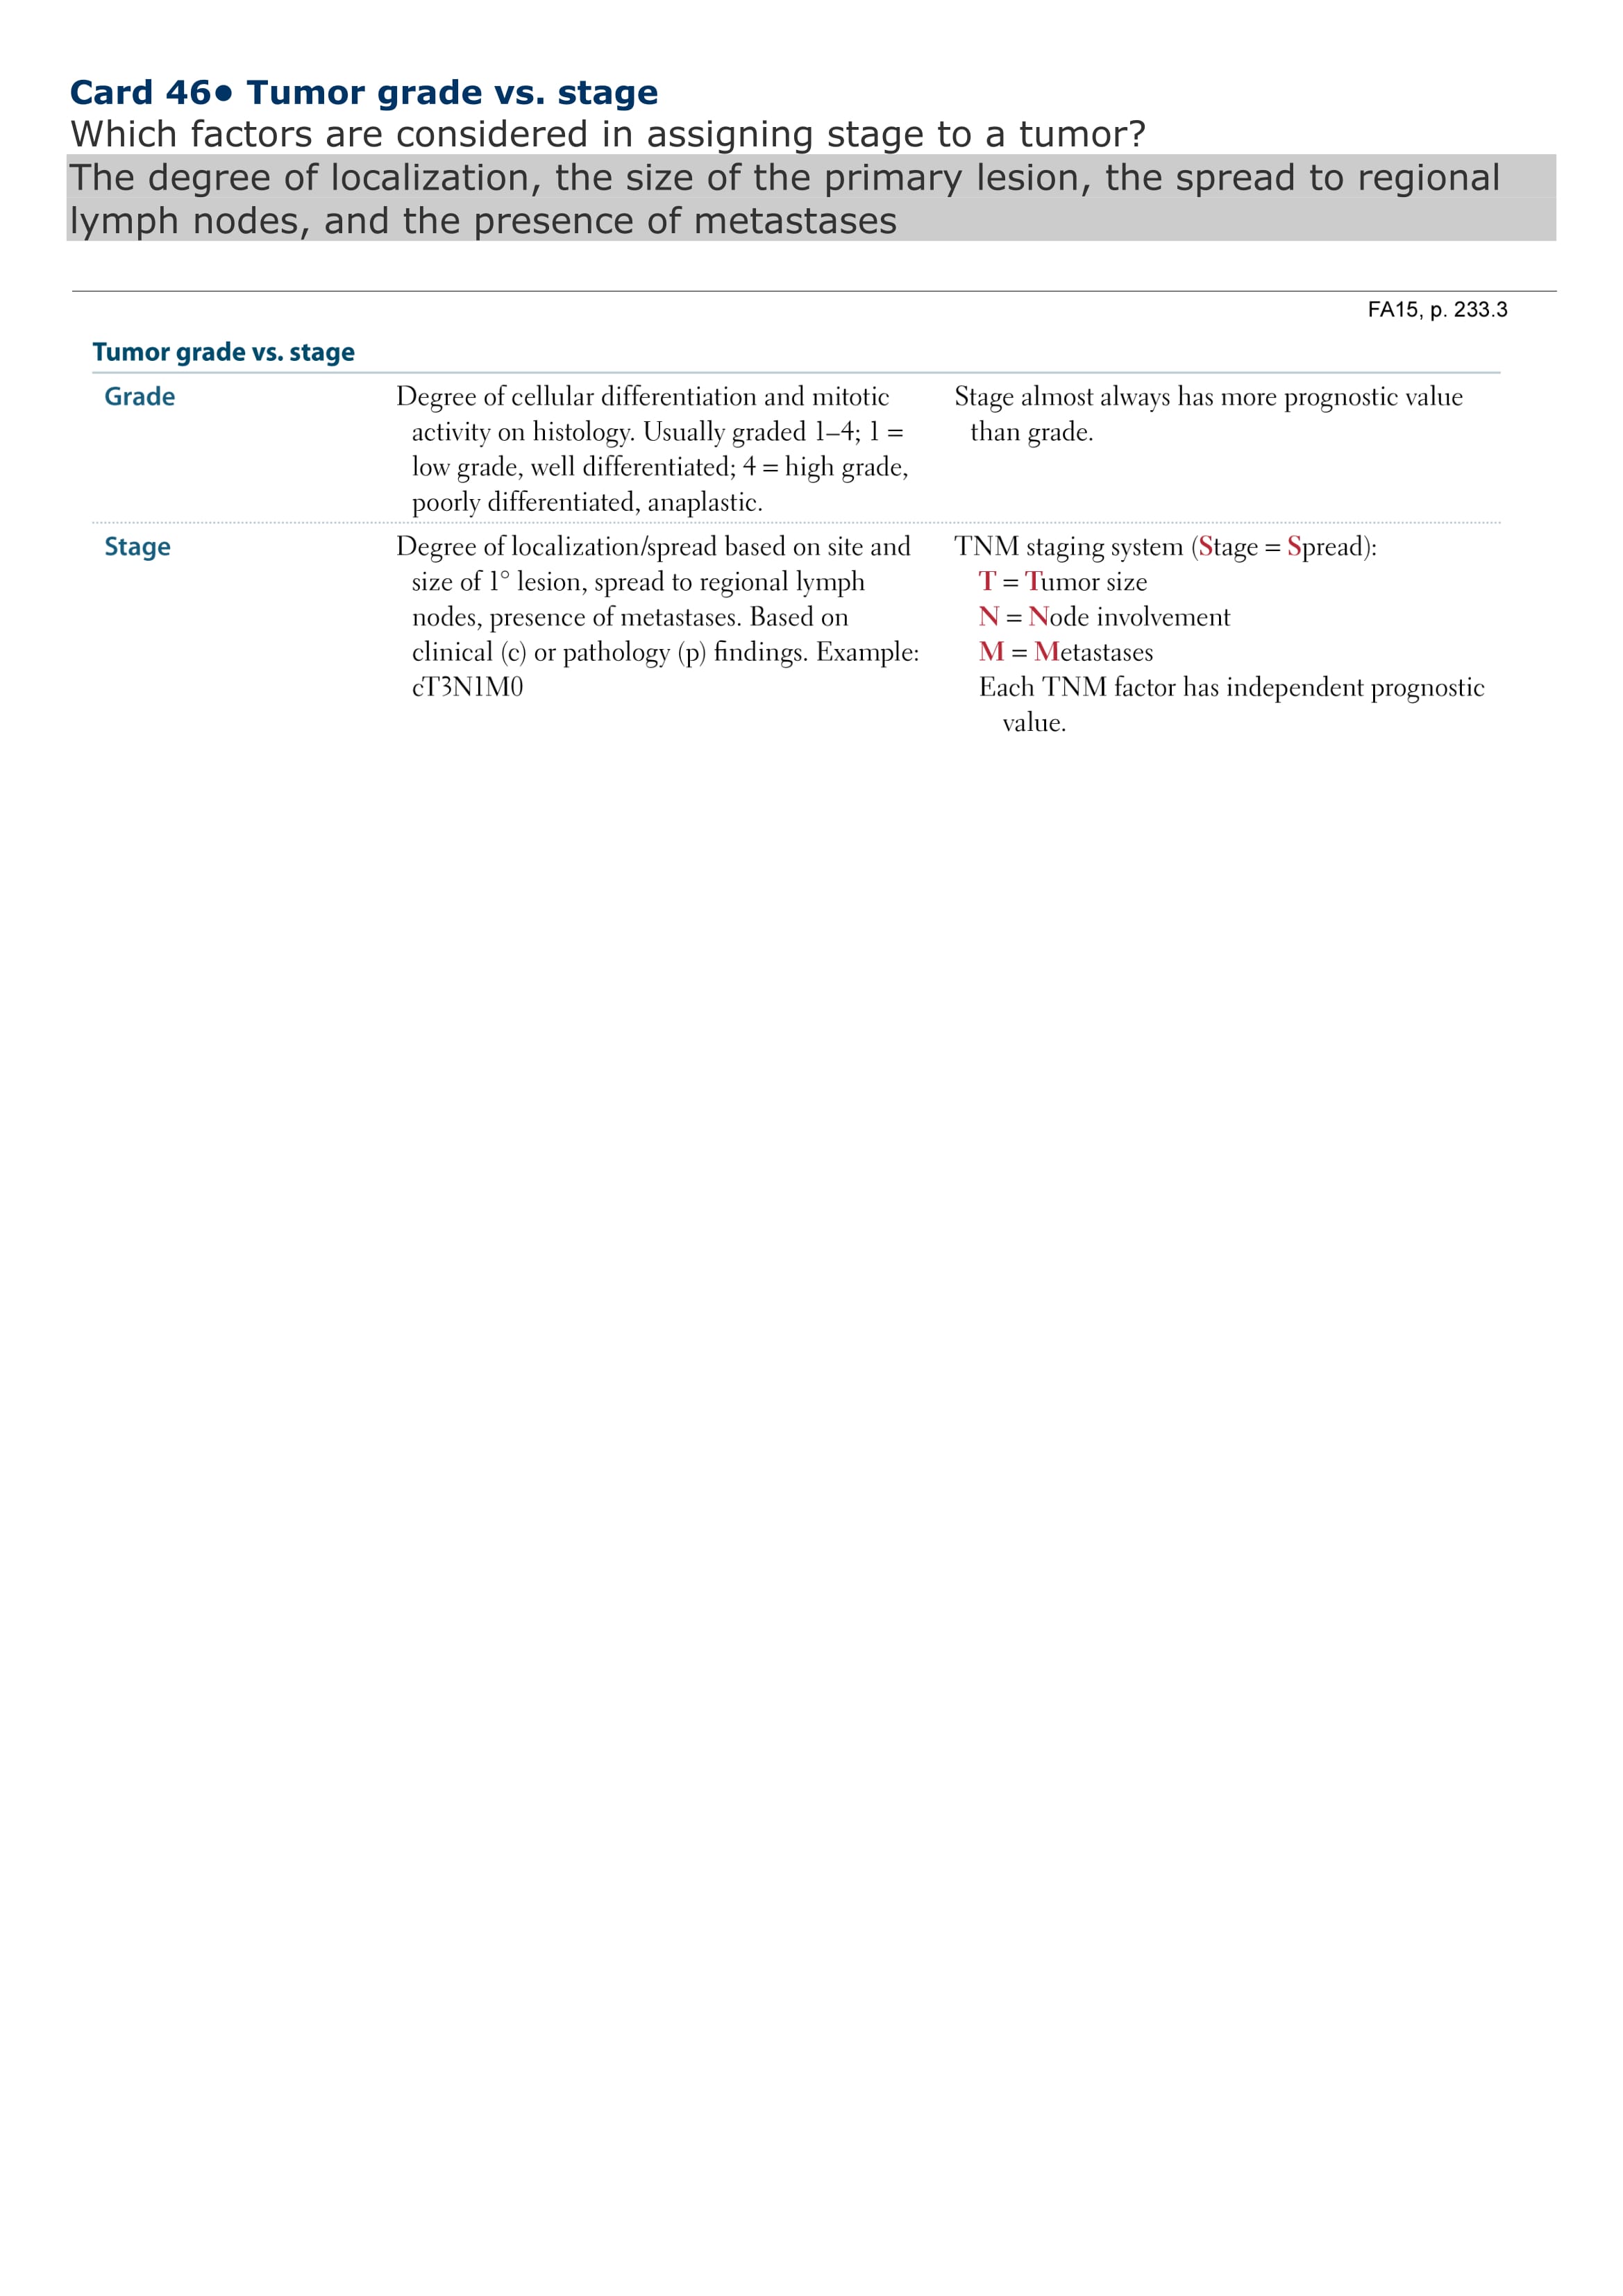 Card 46● Tumor grade vs. stage
Which factors are considered in assigning stage to a tumor?
The degree of localization, the size of the primary lesion, the spread to regional
lymph nodes, and the presence of metastases
FA15, p. 233.3
Tumor grade vs. stage
Grade
Degree of cellular differentiation and mitotic
activity on histology. Usually graded 1–4; 1 =
low grade, well differentiated; 4 = high grade,
poorly differentiated, anaplastic.
Stage almost always has more prognostic value
than grade.
Stage
Degree of localization/spread based on site and
size of 1° lesion, spread to regional lymph
nodes, presence of metastases. Based on
clinical (c) or pathology (p) findings. Example:
cT3N1M0
TNM staging system (Stage = Spread):
T = Tumor size
N = Node involvement
M = Metastases
Each TNM factor has independent prognostic
value.